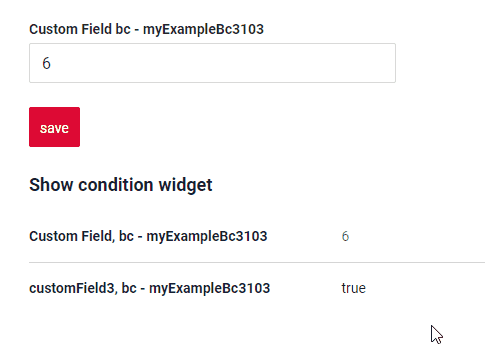 Custom Field bc - myExampleBc3103
6
save
Show condition widget
Custom Field, bc - myExampleBc3103 6
customField3, bc - myExampleBc3103 true